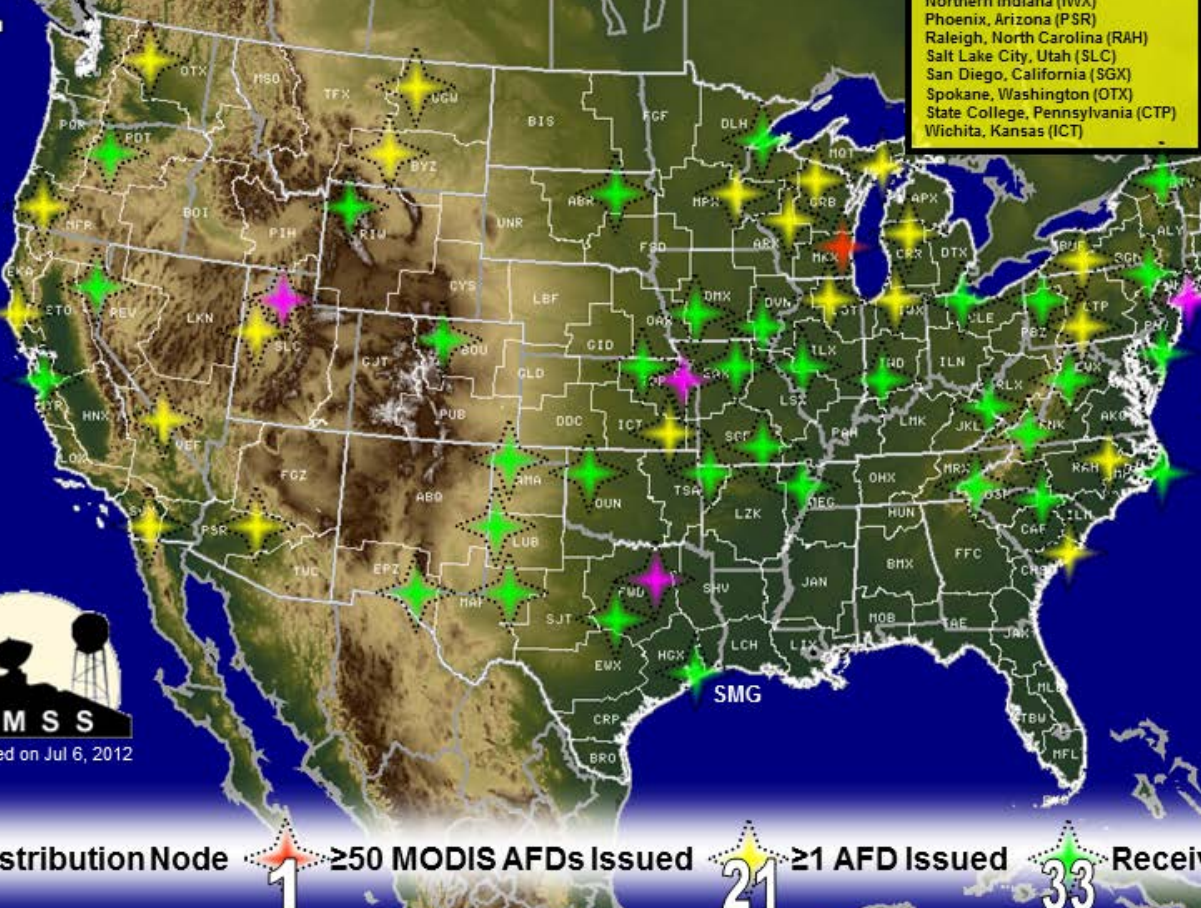 Northern Indiana (IWX)
Phoenix, Arizona (PSR)
Raleigh, North Carolina (RAH)
Salt Lake City, Utah (SLC)
San Diego, California (SGX)
Spokane, Washington (OTX)
State College, Pennsylvania (CTP)
Wichita, Kansas (ICT)
OTX
MSO
TFX
GGW
BIS
FGF
DLH
MQT
PQR
PDT
BYZ
ABR
MPX
GRB
APX
MFR
BOI
PIH
RIW
UNR
FSD
ARX
MKX
GRR
DTX
BUF
BGM
ALY
EKA
STO
REV
LKN
SLC
CYS
LBF
DMX
DVN
CLE
CTP
OAX
GID
GJT
BOU
GLD
ILX
IND
ILN
PBZ
PHI
HNX
VEF
PUB
DDC
ICT
LSX
RLX
LMK
JKL
AKQ
LOX
FGZ
ABQ
AMA
OUN
TSA
SGF
PAH
OHX
MRX
RAH
PSR
TWC
EPZ
LUB
MAF
LZK
MEG
HUN
GSP
CAE
ILM
CHS
FFC
BMX
JAN
SHV
FWD
SJT
EWX
HGX
LCH
LIX
MOB
TAE
JAX
SMG
CRP
BRO
MLB
TBW
MFL
MSS
ed on Jul 6, 2012
stribution Node 1 ≥50 MODIS AFDs Issued 21 ≥1 AFD Issued 33 Recei